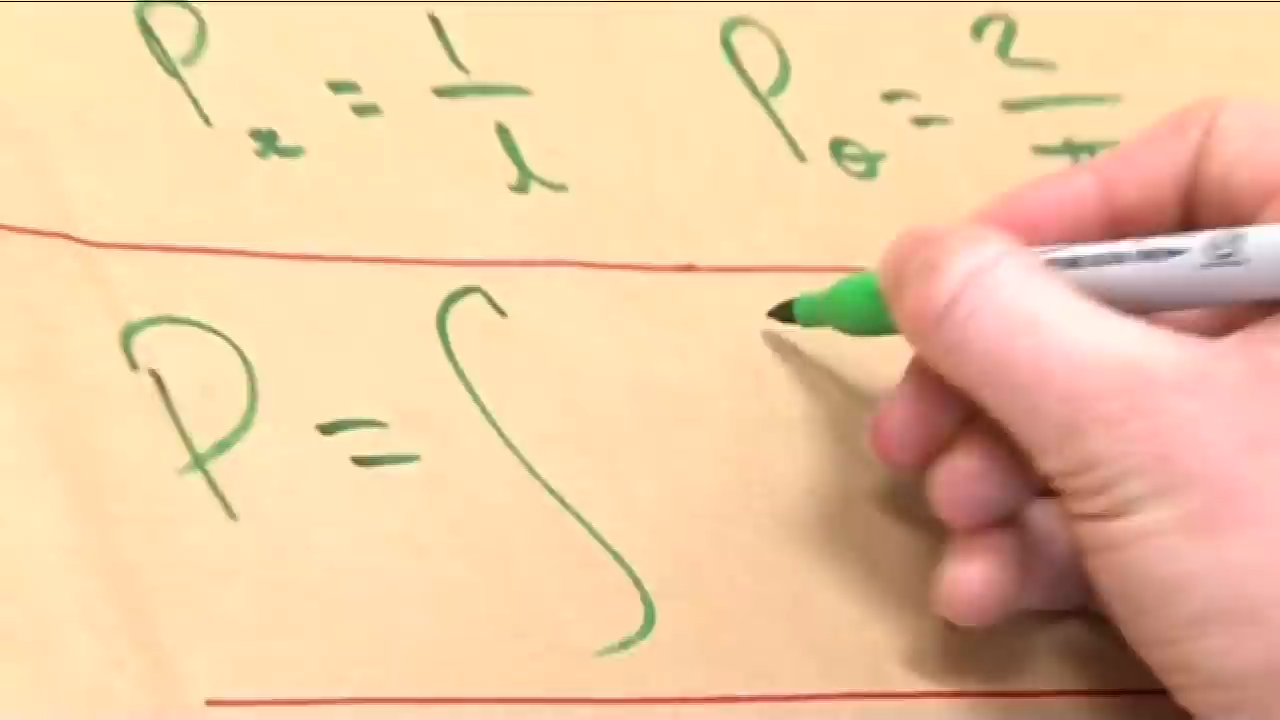 P_x = 1/l P_θ = 2/π
P = ∫